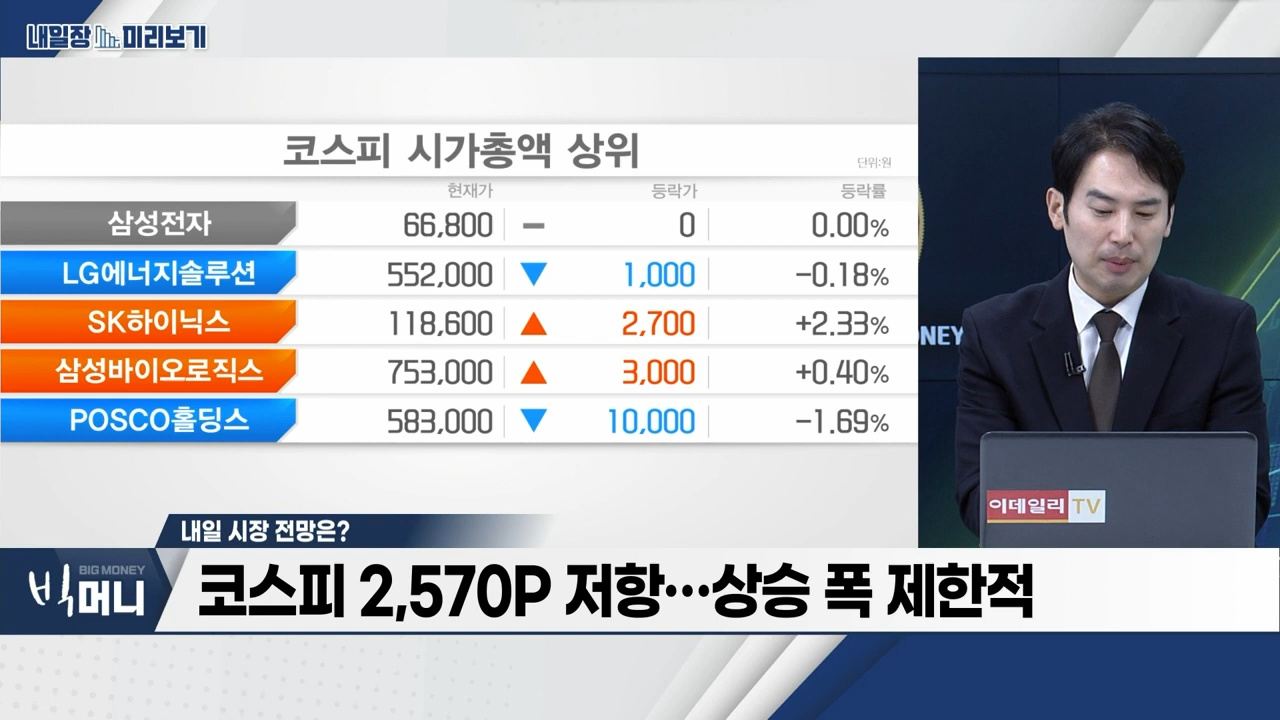 내일장 미리보기
코스피 시가총액 상위
단위:원
현재가 등락가 등락률
삼성전자 66,800 – 0 0.00%
LG에너지솔루션 552,000 ▼ 1,000 -0.18%
SK하이닉스 118,600 ▲ 2,700 +2.33%
삼성바이오로직스 753,000 ▲ 3,000 +0.40%
POSCO홀딩스 583,000 ▼ 10,000 -1.69%
ONEY
이데일리 TV
내일 시장 전망은?
BIG MONEY
빅머니
코스피 2,570P 저항…상승 폭 제한적